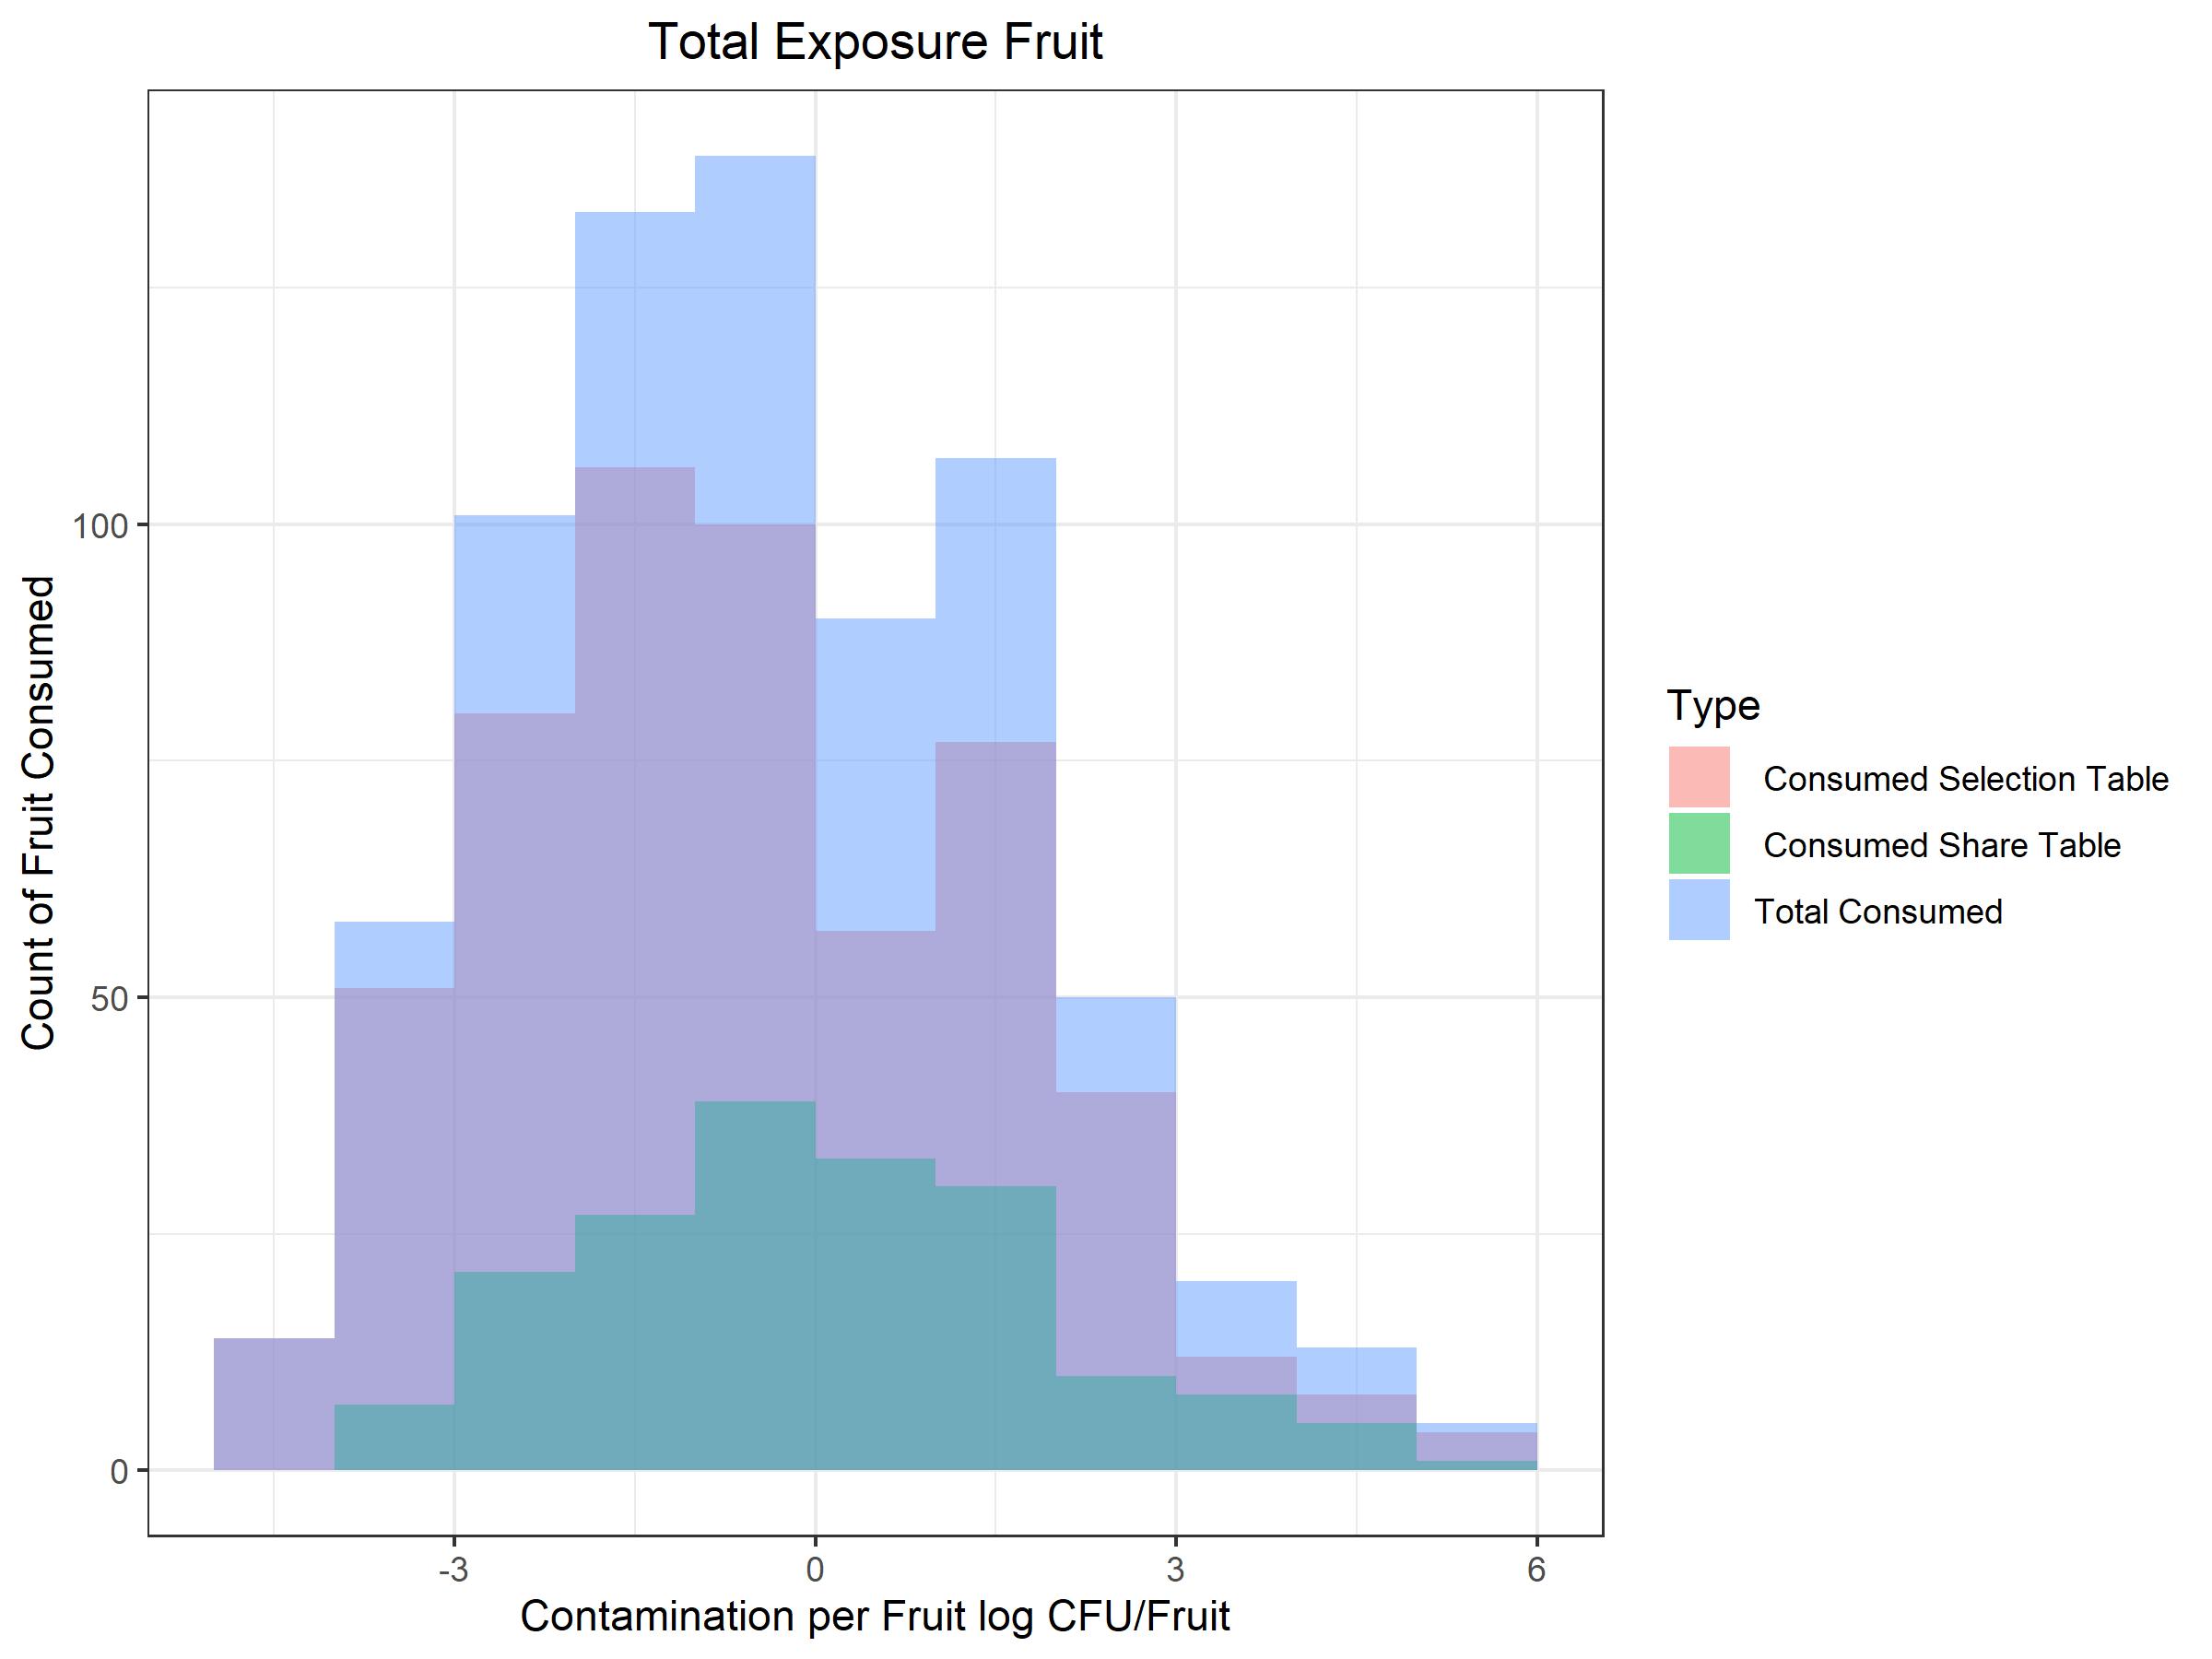 Total Exposure Fruit
Count of Fruit Consumed
100
50
0
-3
0
3
6
Contamination per Fruit log CFU/Fruit
Type
Consumed Selection Table
Consumed Share Table
Total Consumed